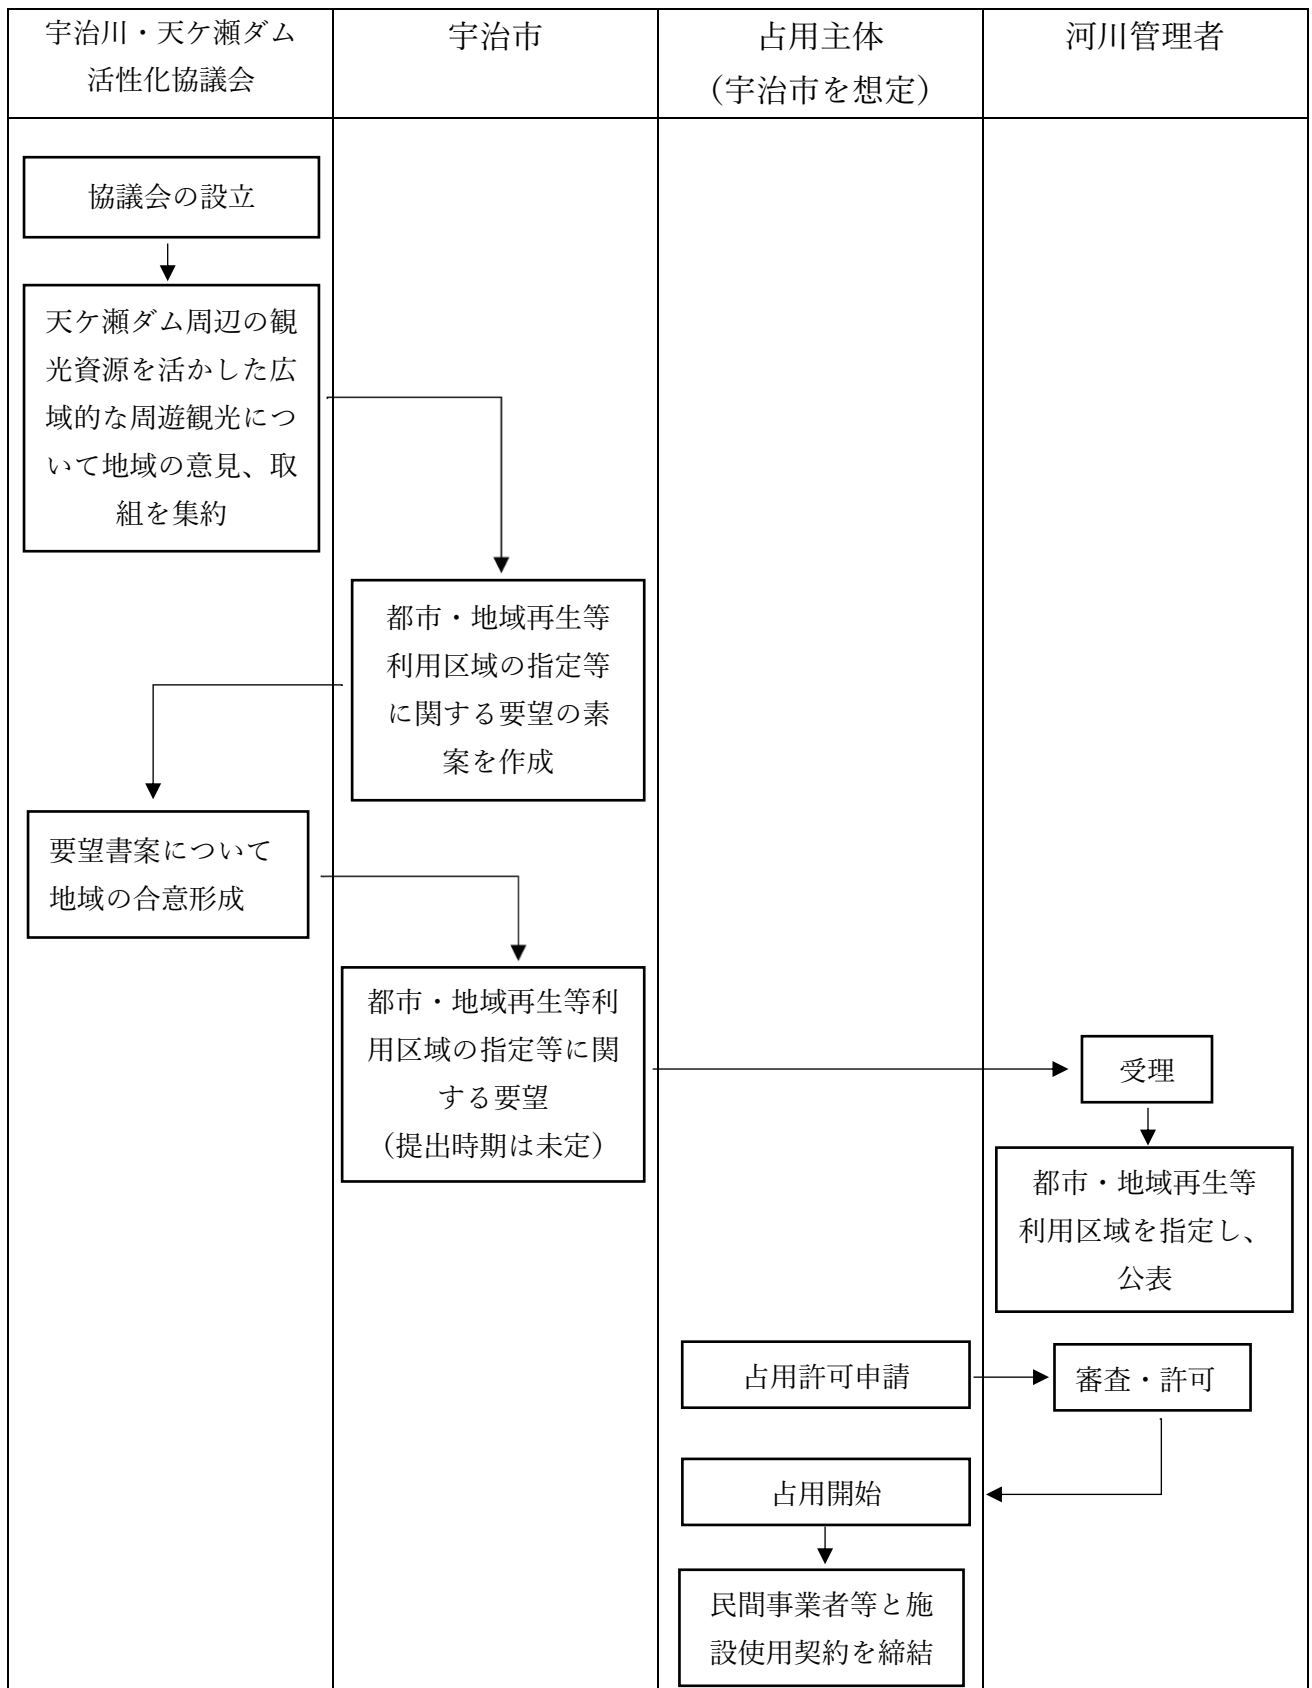 宇治川・天ケ瀬ダム
活性化協議会
宇治市
占用主体
（宇治市を想定）
河川管理者
協議会の設立
天ケ瀬ダム周辺の観
光資源を活かした広
域的な周遊観光につ
いて地域の意見、取
組を集約
都市・地域再生等
利用区域の指定等
に関する要望の素
案を作成
要望書案について
地域の合意形成
都市・地域再生等利
用区域の指定等に関
する要望
（提出時期は未定）
受理
都市・地域再生等
利用区域を指定し、
公表
占用許可申請
審査・許可
占用開始
民間事業者等と施
設使用契約を締結